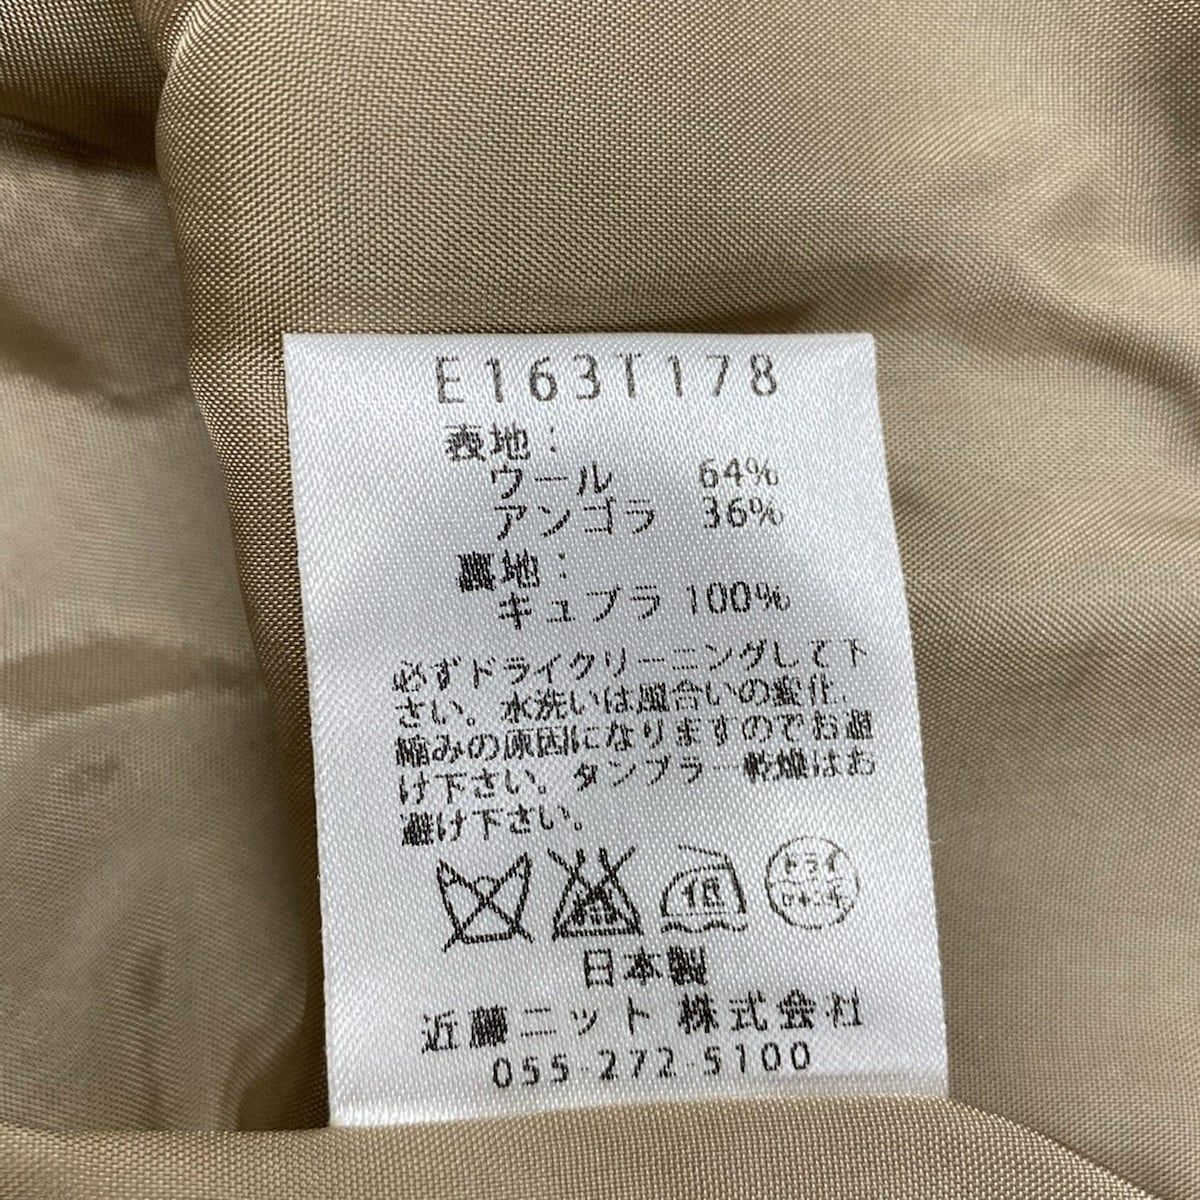 E163T178
表地:
ウール 64%
アンゴラ 36%
裏地:
キュプラ 100%
必ずドライクリーニングして下
さい。水洗いは風合いの変化、
縮みの原因になりますのでお避
け下さい。タンブラー乾燥はお
避け下さい。
低
ドライ
日本製
近藤ニット 株式会社
055-272-5100